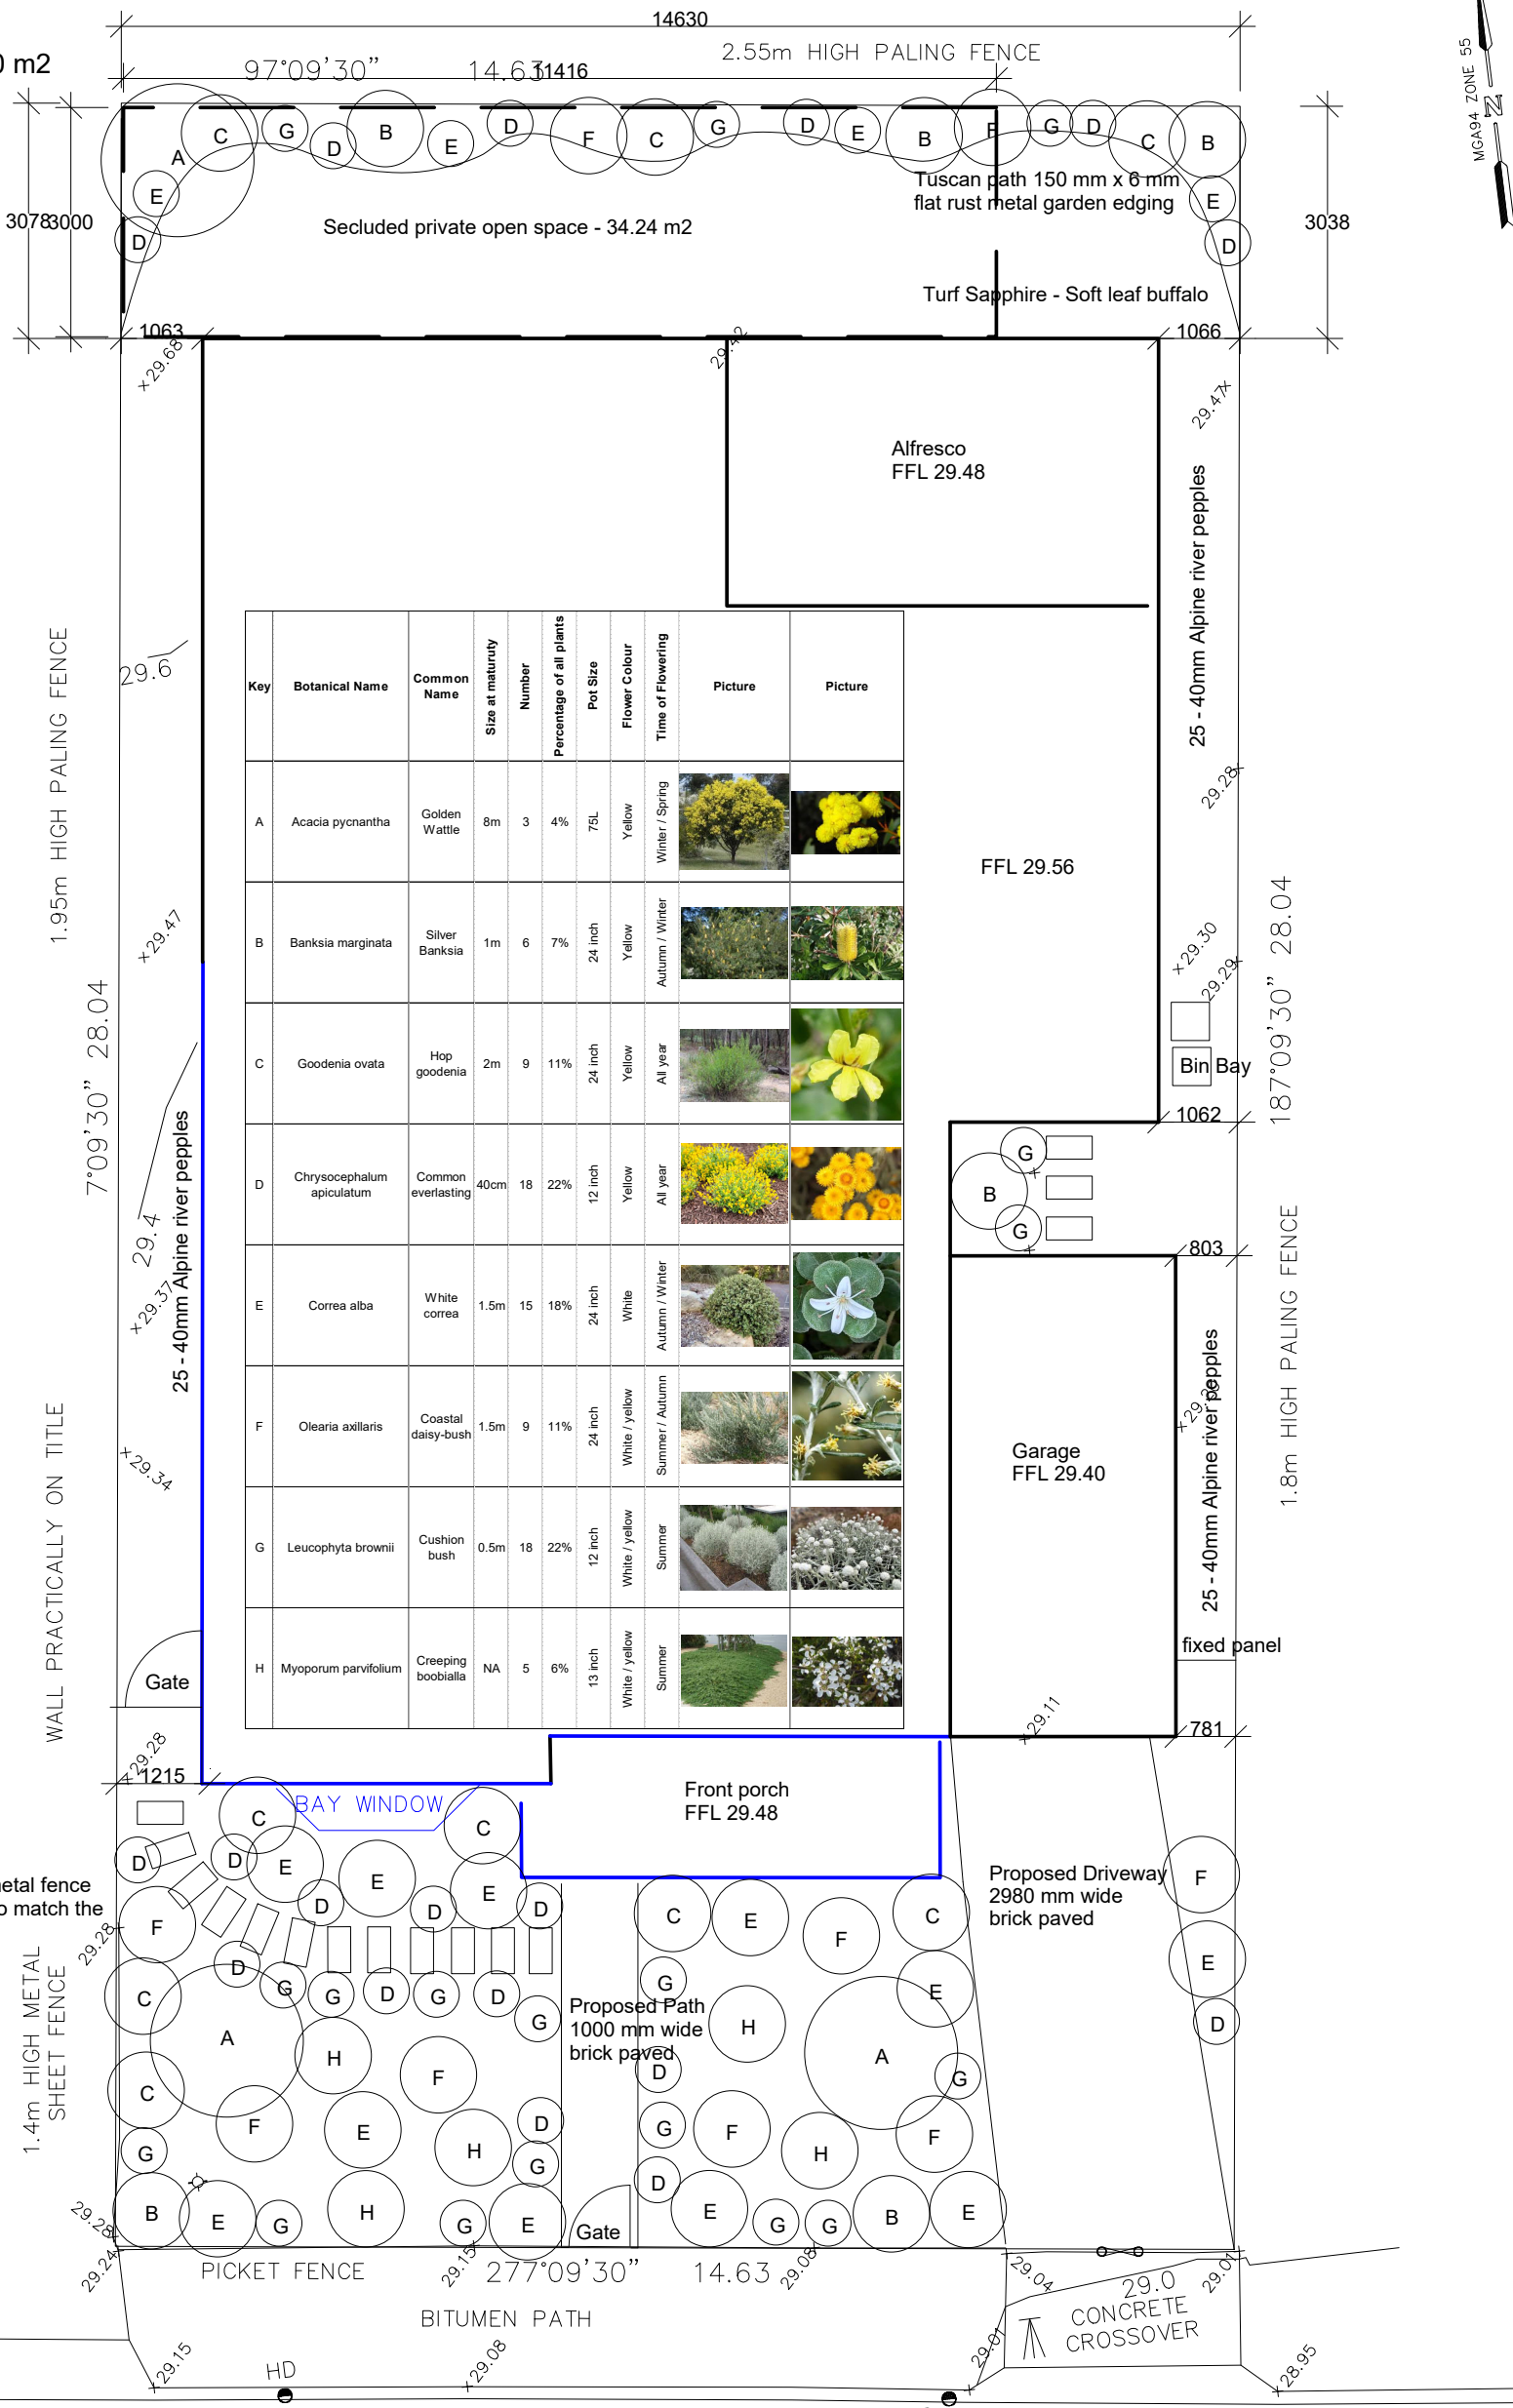 14630
0 m2
2.55m HIGH PALING FENCE
97°09'30"
14.63
11416
MGA94 ZONE 55
N
A
C
G
D
B
E
D
F
C
G
D
E
B
F
G
D
C
B
E
D
E
D
Tuscan path 150 mm x 6 mm
flat rust metal garden edging
3078
3000
3038
Secluded private open space - 34.24 m2
Turf Sapphire - Soft leaf buffalo
1063
1066
29.68
29.42
29.47
Alfresco
FFL 29.48
25 - 40mm Alpine river pepples
1.95m HIGH PALING FENCE
29.6
Key Botanical Name Common Name Size at maturuty Number Percentage of all plants Pot Size Flower Colour Time of Flowering Picture Picture
A Acacia pycnantha Golden Wattle 8m 3 4% 75L Yellow Winter / Spring
B Banksia marginata Silver Banksia 1m 6 7% 24 inch Yellow Autumn / Winter
C Goodenia ovata Hop goodenia 2m 9 11% 24 inch Yellow All year
D Chrysocephalum apiculatum Common everlasting 40cm 18 22% 12 inch Yellow All year
E Correa alba White correa 1.5m 15 18% 24 inch White Autumn / Winter
F Olearia axillaris Coastal daisy-bush 1.5m 9 11% 24 inch White / yellow Summer / Autumn
G Leucophyta brownii Cushion bush 0.5m 18 22% 12 inch White / yellow Summer
H Myoporum parvifolium Creeping boobialla NA 5 6% 13 inch White / yellow Summer
29.28
FFL 29.56
29.47
29.30
29.29
7°09'30" 28.04
187°09'30" 28.04
Bin Bay
1062
G
B
G
803
29.4
29.37
25 - 40mm Alpine river pepples
1.8m HIGH PALING FENCE
29.34
WALL PRACTICALLY ON TITLE
Garage
FFL 29.40
25 - 40mm Alpine river pepples
fixed panel
Gate
29.11
781
29.28
1215
BAY WINDOW
Front porch
FFL 29.48
C
C
D
D
E
E
E
D
D
D
F
etal fence
o match the
29.28
1.4m HIGH METAL
SHEET FENCE
C
D
G
G
D
G
D
G
A
H
F
C
F
E
H
D
G
G
B
E
G
H
G
E
Proposed Path
1000 mm wide
brick paved
C
E
F
C
G
H
E
D
A
G
G
F
H
F
D
E
G
G
B
E
Proposed Driveway
2980 mm wide
brick paved
F
E
D
Gate
29.28
29.24
PICKET FENCE
29.15
277°09'30"
14.63
29.08
29.04
29.0
29.01
CONCRETE
CROSSOVER
BITUMEN PATH
29.15
HD
29.08
29.01
28.95